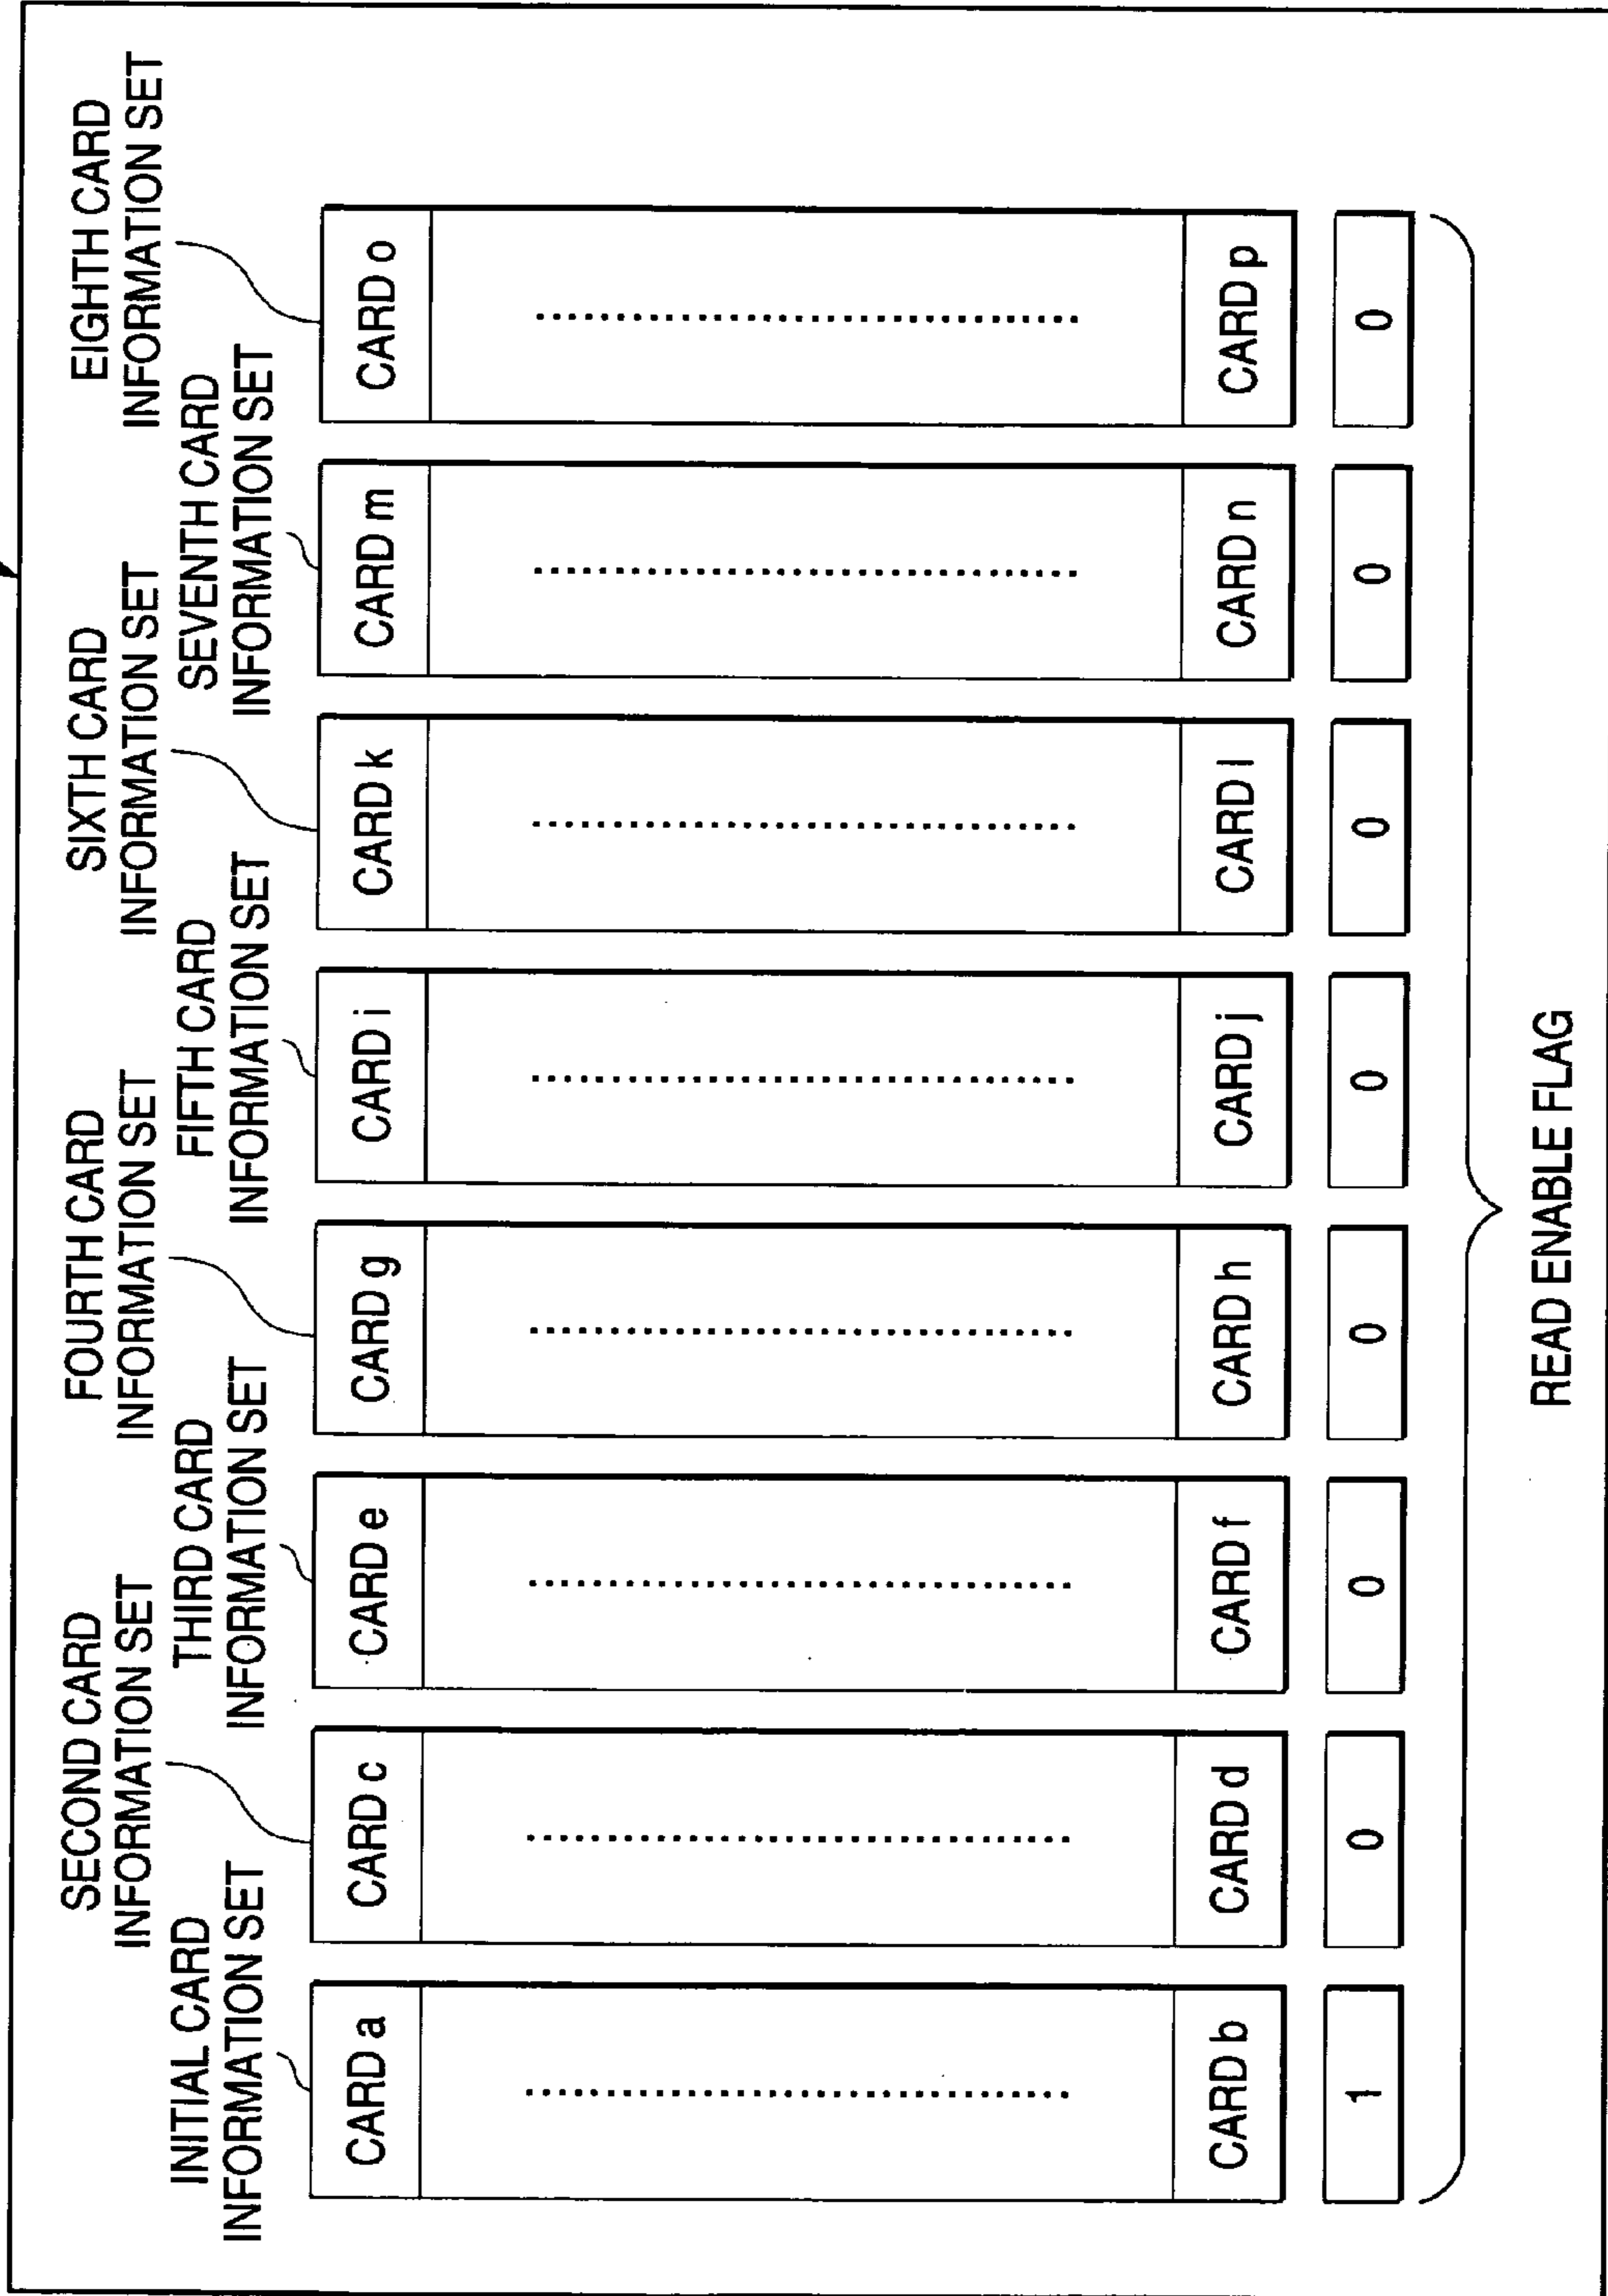 INITIAL CARD
INFORMATION SET
SECOND CARD
INFORMATION SET
THIRD CARD
INFORMATION SET
FOURTH CARD
INFORMATION SET
FIFTH CARD
INFORMATION SET
SIXTH CARD
INFORMATION SET
SEVENTH CARD
INFORMATION SET
EIGHTH CARD
INFORMATION SET
CARD a
CARD c
CARD e
CARD g
CARD i
CARD k
CARD m
CARD o
CARD b
CARD d
CARD f
CARD h
CARD j
CARD l
CARD n
CARD p
1
0
0
0
0
0
0
0
READ ENABLE FLAG